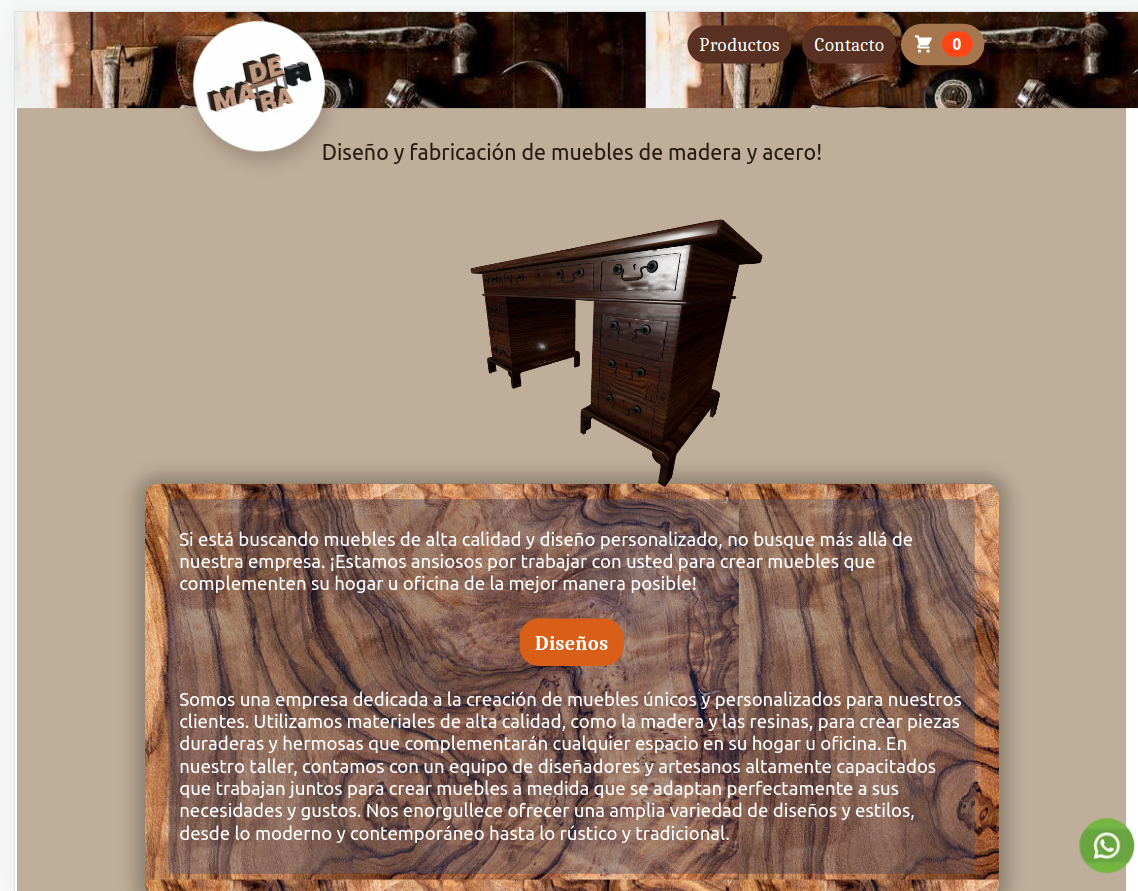 DE
MADERA
Productos
Contacto
0
Diseño y fabricación de muebles de madera y acero!
Si está buscando muebles de alta calidad y diseño personalizado, no busque más allá de
nuestra empresa. ¡Estamos ansiosos por trabajar con usted para crear muebles que
complementen su hogar u oficina de la mejor manera posible!
Diseños
Somos una empresa dedicada a la creación de muebles únicos y personalizados para nuestros
clientes. Utilizamos materiales de alta calidad, como la madera y las resinas, para crear piezas
duraderas y hermosas que complementarán cualquier espacio en su hogar u oficina. En
nuestro taller, contamos con un equipo de diseñadores y artesanos altamente capacitados
que trabajan juntos para crear muebles a medida que se adaptan perfectamente a sus
necesidades y gustos. Nos enorgullece ofrecer una amplia variedad de diseños y estilos,
desde lo moderno y contemporáneo hasta lo rústico y tradicional.